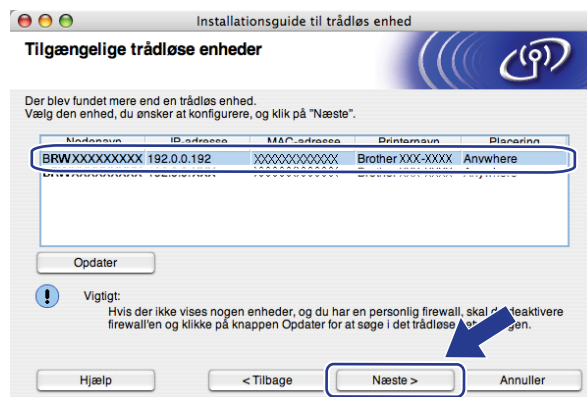 Installationsguide til trådløs enhed
Tilgængelige trådløse enheder
Der blev fundet mere end en trådløs enhed.
Vælg den enhed, du ønsker at konfigurere, og klik på "Næste".
Nodenavn IP-adresse MAC-adresse Printernavn Placering
BRWXXXXXXXXX 192.0.0.192 XXXXXXXXXXXX Brother XXX-XXXX Anywhere
Opdater
Vigtigt:
Hvis der ikke vises nogen enheder, og du har en personlig firewall, skal deaktivere
firewall'en og klikke på knappen Opdater for at søge i det trådløse
Hjælp < Tilbage Næste > Annuller